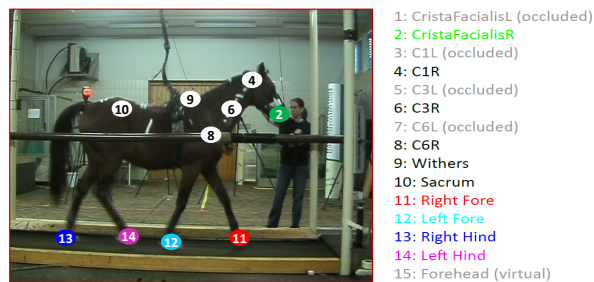 4
9
10
6
2
8
13
14
12
11
1: CristaFacialisL (occluded)
2: CristaFacialisR
3: C1L (occluded)
4: C1R
5: C3L (occluded)
6: C3R
7: C6L (occluded)
8: C6R
9: Withers
10: Sacrum
11: Right Fore
12: Left Fore
13: Right Hind
14: Left Hind
15: Forehead (virtual)